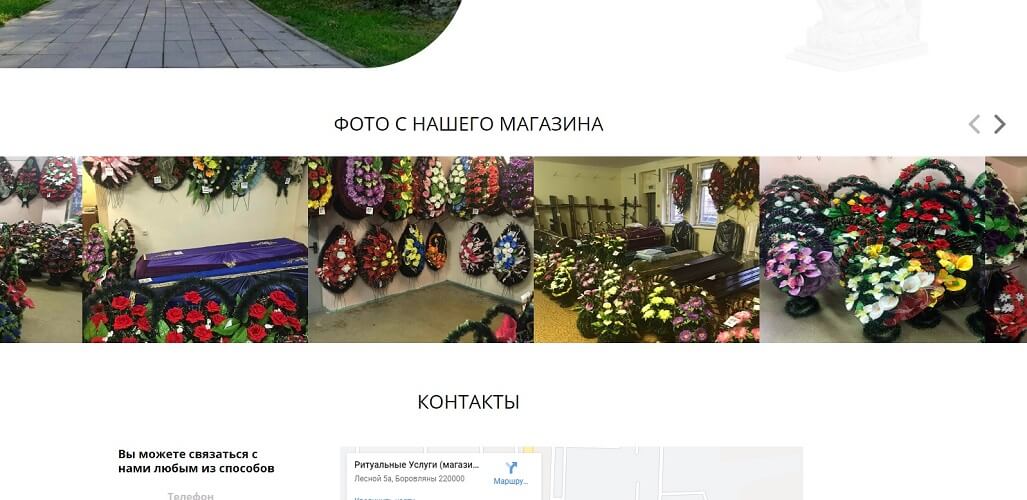 ФОТО С НАШЕГО МАГАЗИНА
КОНТАКТЫ
Вы можете связаться с
нами любым из способов
Телефон
Ритуальные Услуги (магази...
Лесной 5а, Боровляны 220000
Маршру...